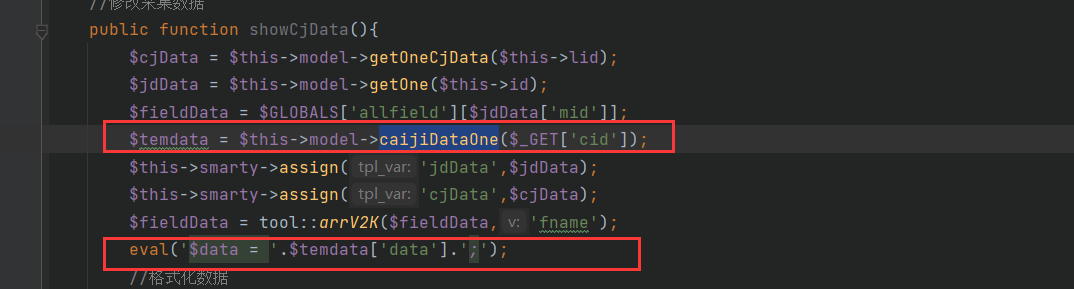 //修改采集数据
public function showCjData(){
$cjData = $this->model->getOneCjData($this->lid);
$jdData = $this->model->getOne($this->id);
$fieldData = $GLOBALS['allfield'][$jdData['mid']];
$temdata = $this->model->caijiDataOne($_GET['cid']);
$this->smarty->assign( tpl_var: 'jdData',$jdData);
$this->smarty->assign( tpl_var: 'cjData',$cjData);
$fieldData = tool::arrV2K($fieldData, v: 'fname');
eval('$data = '.$temdata['data'].';');
//格式化数据